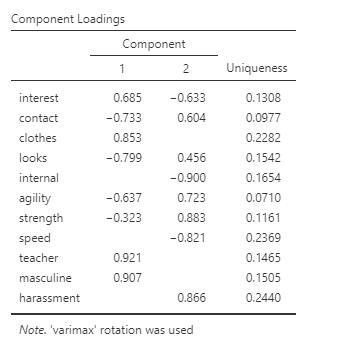 Component Loadings
Component
1 2 Uniqueness
interest 0.685 −0.633 0.1308
contact −0.733 0.604 0.0977
clothes 0.853 0.2282
looks −0.799 0.456 0.1542
internal −0.900 0.1654
agility −0.637 0.723 0.0710
strength −0.323 0.883 0.1161
speed −0.821 0.2369
teacher 0.921 0.1465
masculine 0.907 0.1505
harassment 0.866 0.2440
Note. 'varimax' rotation was used